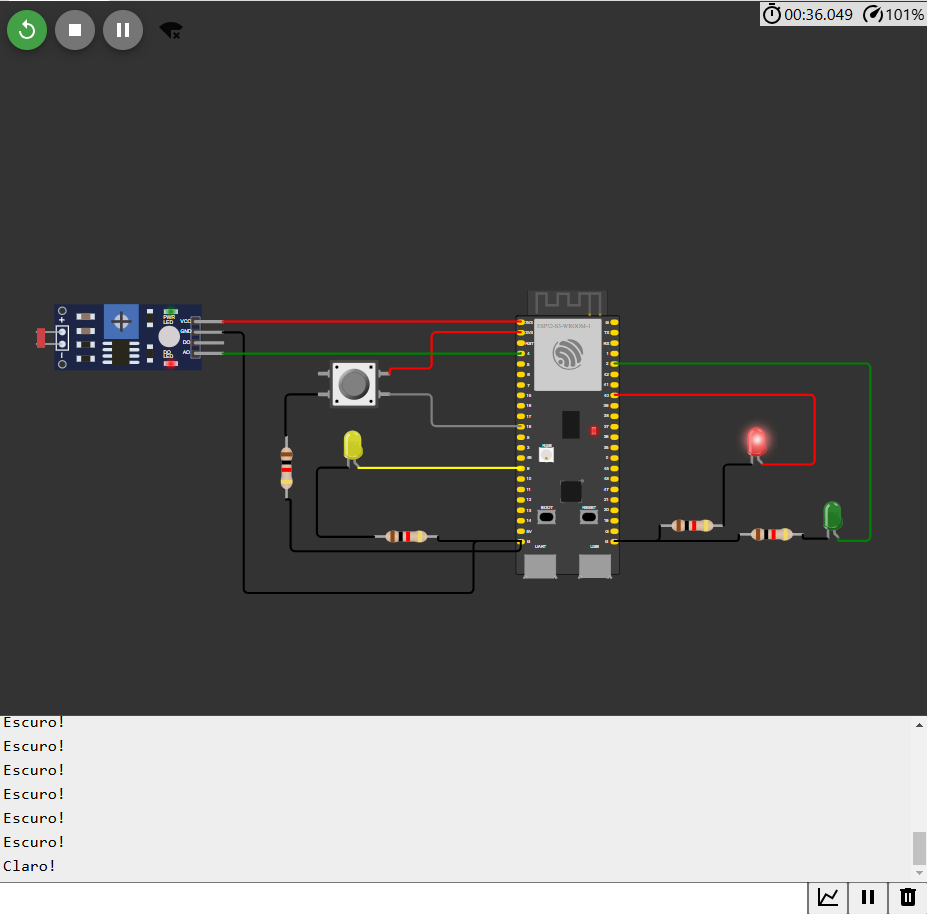 00:36.049 101%
ESP32-S3-WROOM-1
PWR
LED
VCC
GND
DO
AO
DO
LED
RGB
BOOT
RESET
UART
USB
Escuro!
Escuro!
Escuro!
Escuro!
Escuro!
Escuro!
Claro!